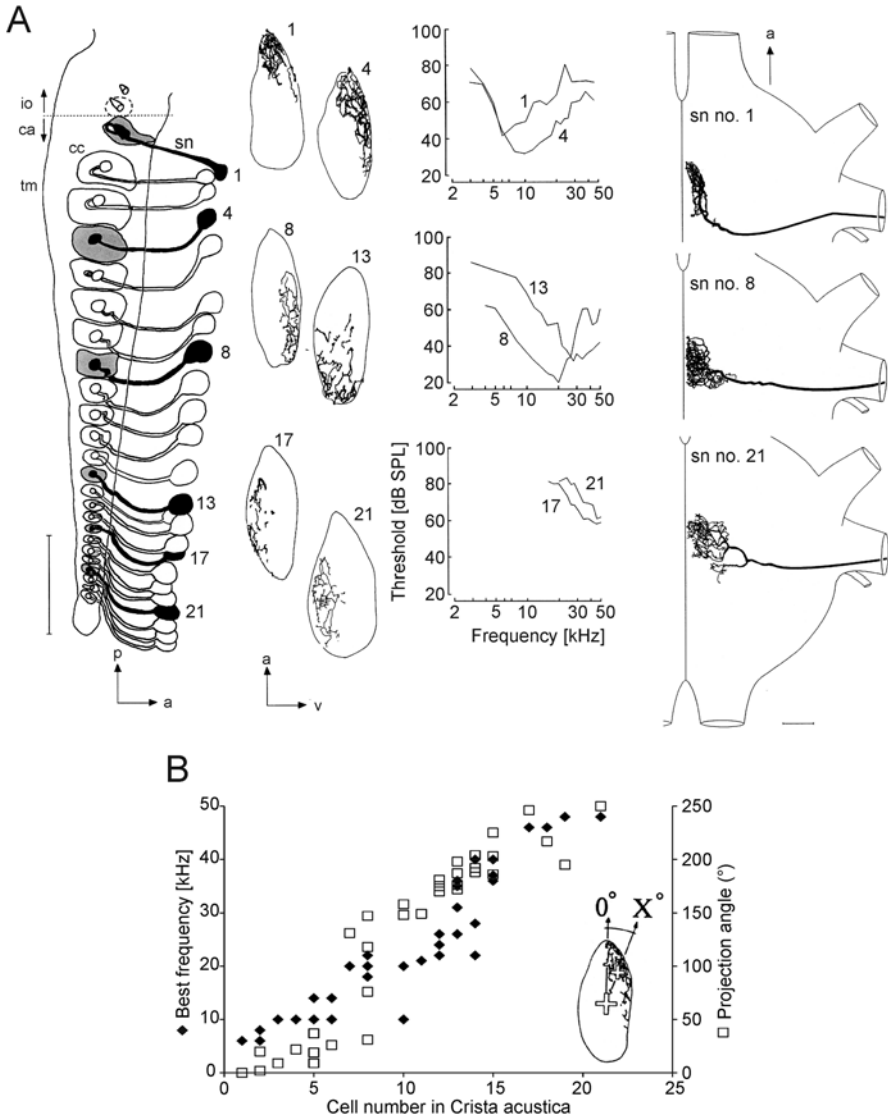 A
io
ca
cc
sn
tm
1
4
8
13
17
21
p
a
1
4
8
13
17
21
a
v
100
80
60
40
20
1
4
2 5 10 30 50
100
80
60
40
20
13
8
2 5 10 30 50
100
80
60
40
20
21
17
2 5 10 30 50
Threshold [dB SPL]
Frequency [kHz]
a
sn no. 1
sn no. 8
sn no. 21
B
50
40
30
20
10
0
Best frequency [kHz]
0 5 10 15 20 25
Cell number in Crista acustica
250
200
150
100
50
0
Projection angle (°)
0° X°